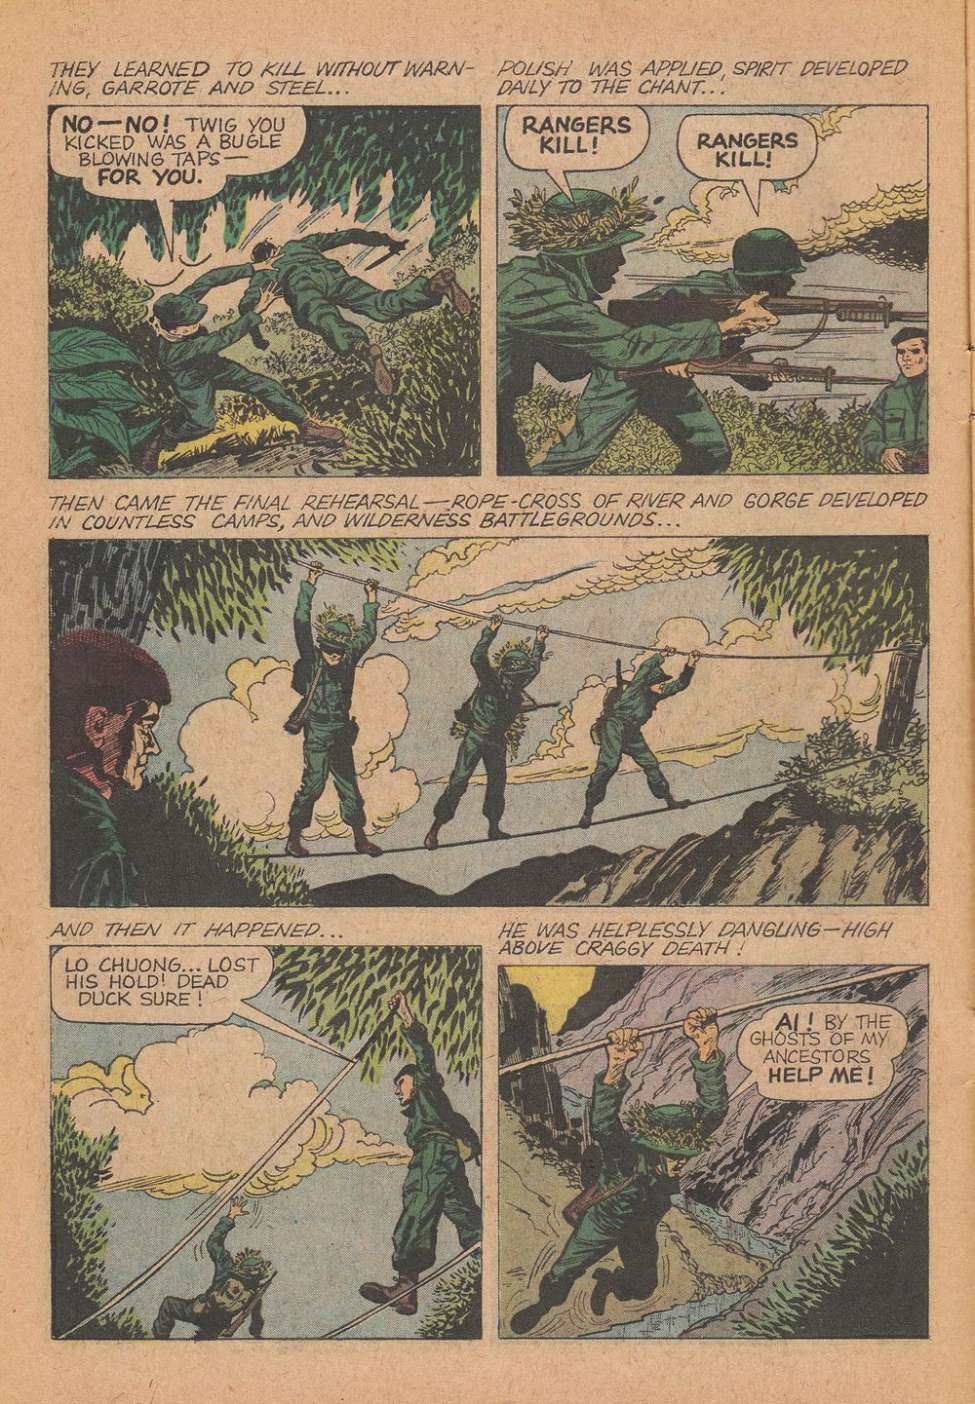 THEY LEARNED TO KILL WITHOUT WARN-
ING, GARROTE AND STEEL...
NO—NO! TWIG YOU
KICKED WAS A BUGLE
BLOWING TAPS—
FOR YOU.
POLISH WAS APPLIED, SPIRIT DEVELOPED
DAILY TO THE CHANT...
RANGERS
KILL!
RANGERS
KILL!
THEN CAME THE FINAL REHEARSAL—ROPE-CROSS OF RIVER AND GORGE DEVELOPED
IN COUNTLESS CAMPS, AND WILDERNESS BATTLEGROUNDS...
AND THEN IT HAPPENED...
LO CHUONG... LOST
HIS HOLD! DEAD
DUCK SURE!
HE WAS HELPLESSLY DANGLING—HIGH
ABOVE CRAGGY DEATH!
AI! BY THE
GHOSTS OF MY
ANCESTORS
HELP ME!